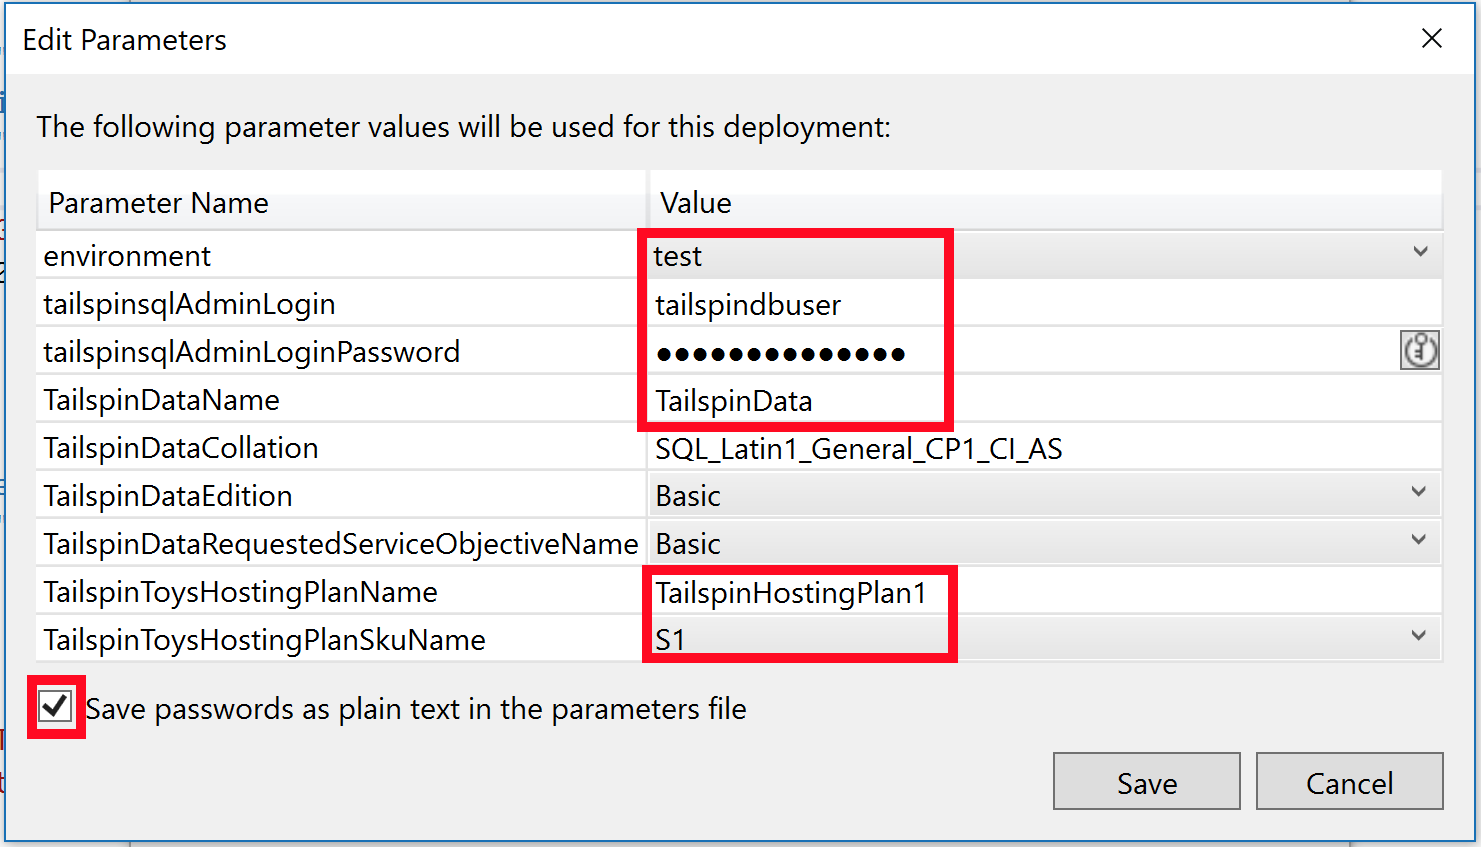 Edit Parameters
The following parameter values will be used for this deployment:
Parameter Name Value
environment test
tailspinsqlAdminLogin tailspindbuser
tailspinsqlAdminLoginPassword ●●●●●●●●●●●●●●
TailspinDataName TailspinData
TailspinDataCollation SQL_Latin1_General_CP1_CI_AS
TailspinDataEdition Basic
TailspinDataRequestedServiceObjectiveName Basic
TailspinToysHostingPlanName TailspinHostingPlan1
TailspinToysHostingPlanSkuName S1
Save passwords as plain text in the parameters file
Save Cancel